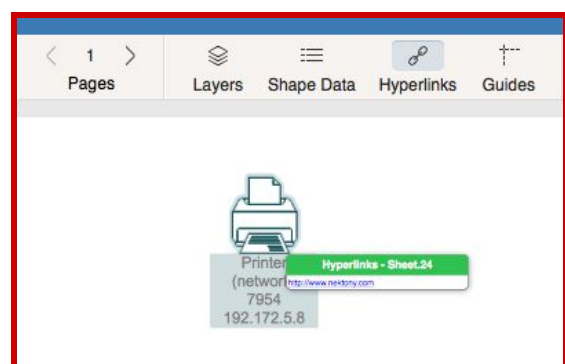 1
Pages
Layers
Shape Data
Hyperlinks
Guides
Printer
(networ
7954
192.172.5.8
Hyperlinks - Sheet.24
http://www.nektony.com